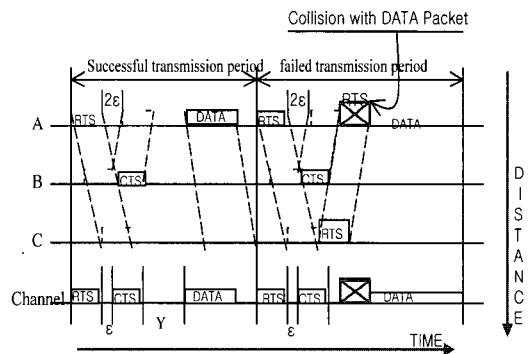 Collision with DATA Packet
Successful transmission period failed transmission period
2ε 2ε RTS
A RTS DATA RTS DATA
B CTS CTS
C RTS
Channel RTS CTS DATA RTS CTS DATA
ε Y ε
TIME
DISTANCE